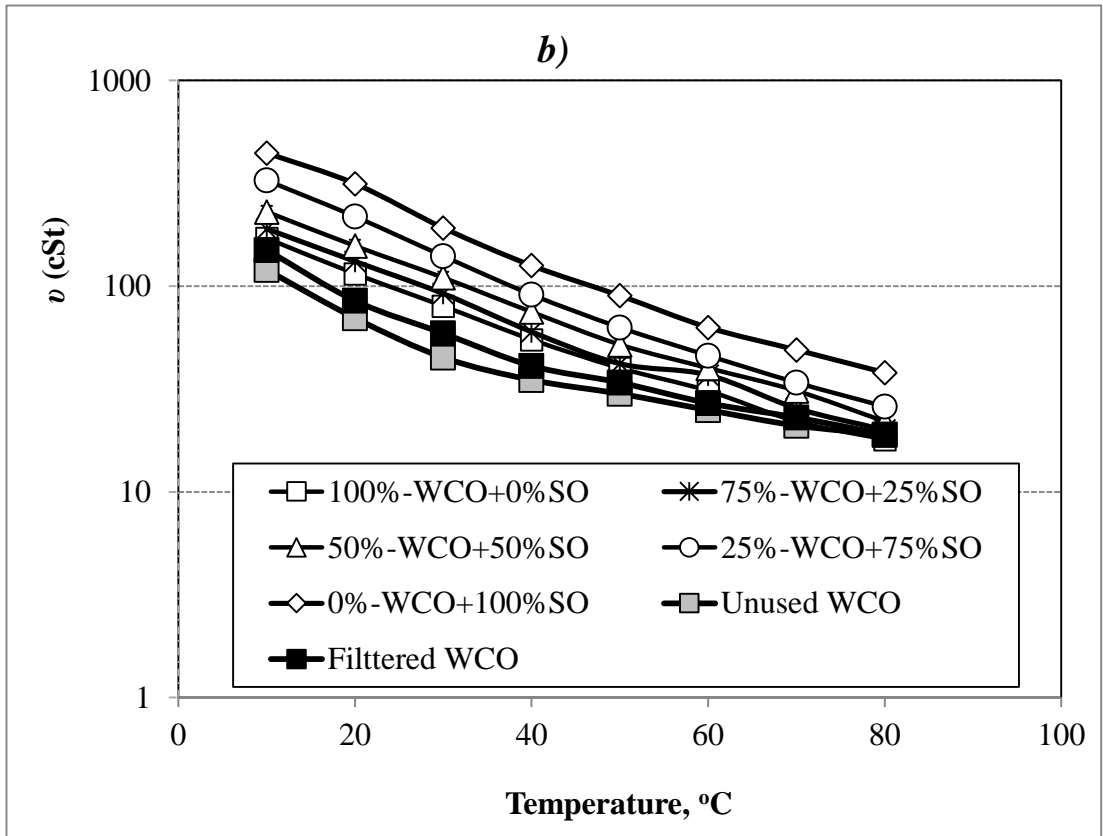 b)
1000
100
10
1
υ (cSt)
100%-WCO+0%SO 75%-WCO+25%SO
50%-WCO+50%SO 25%-WCO+75%SO
0%-WCO+100%SO Unused WCO
Filttered WCO
0 20 40 60 80 100
Temperature, °C